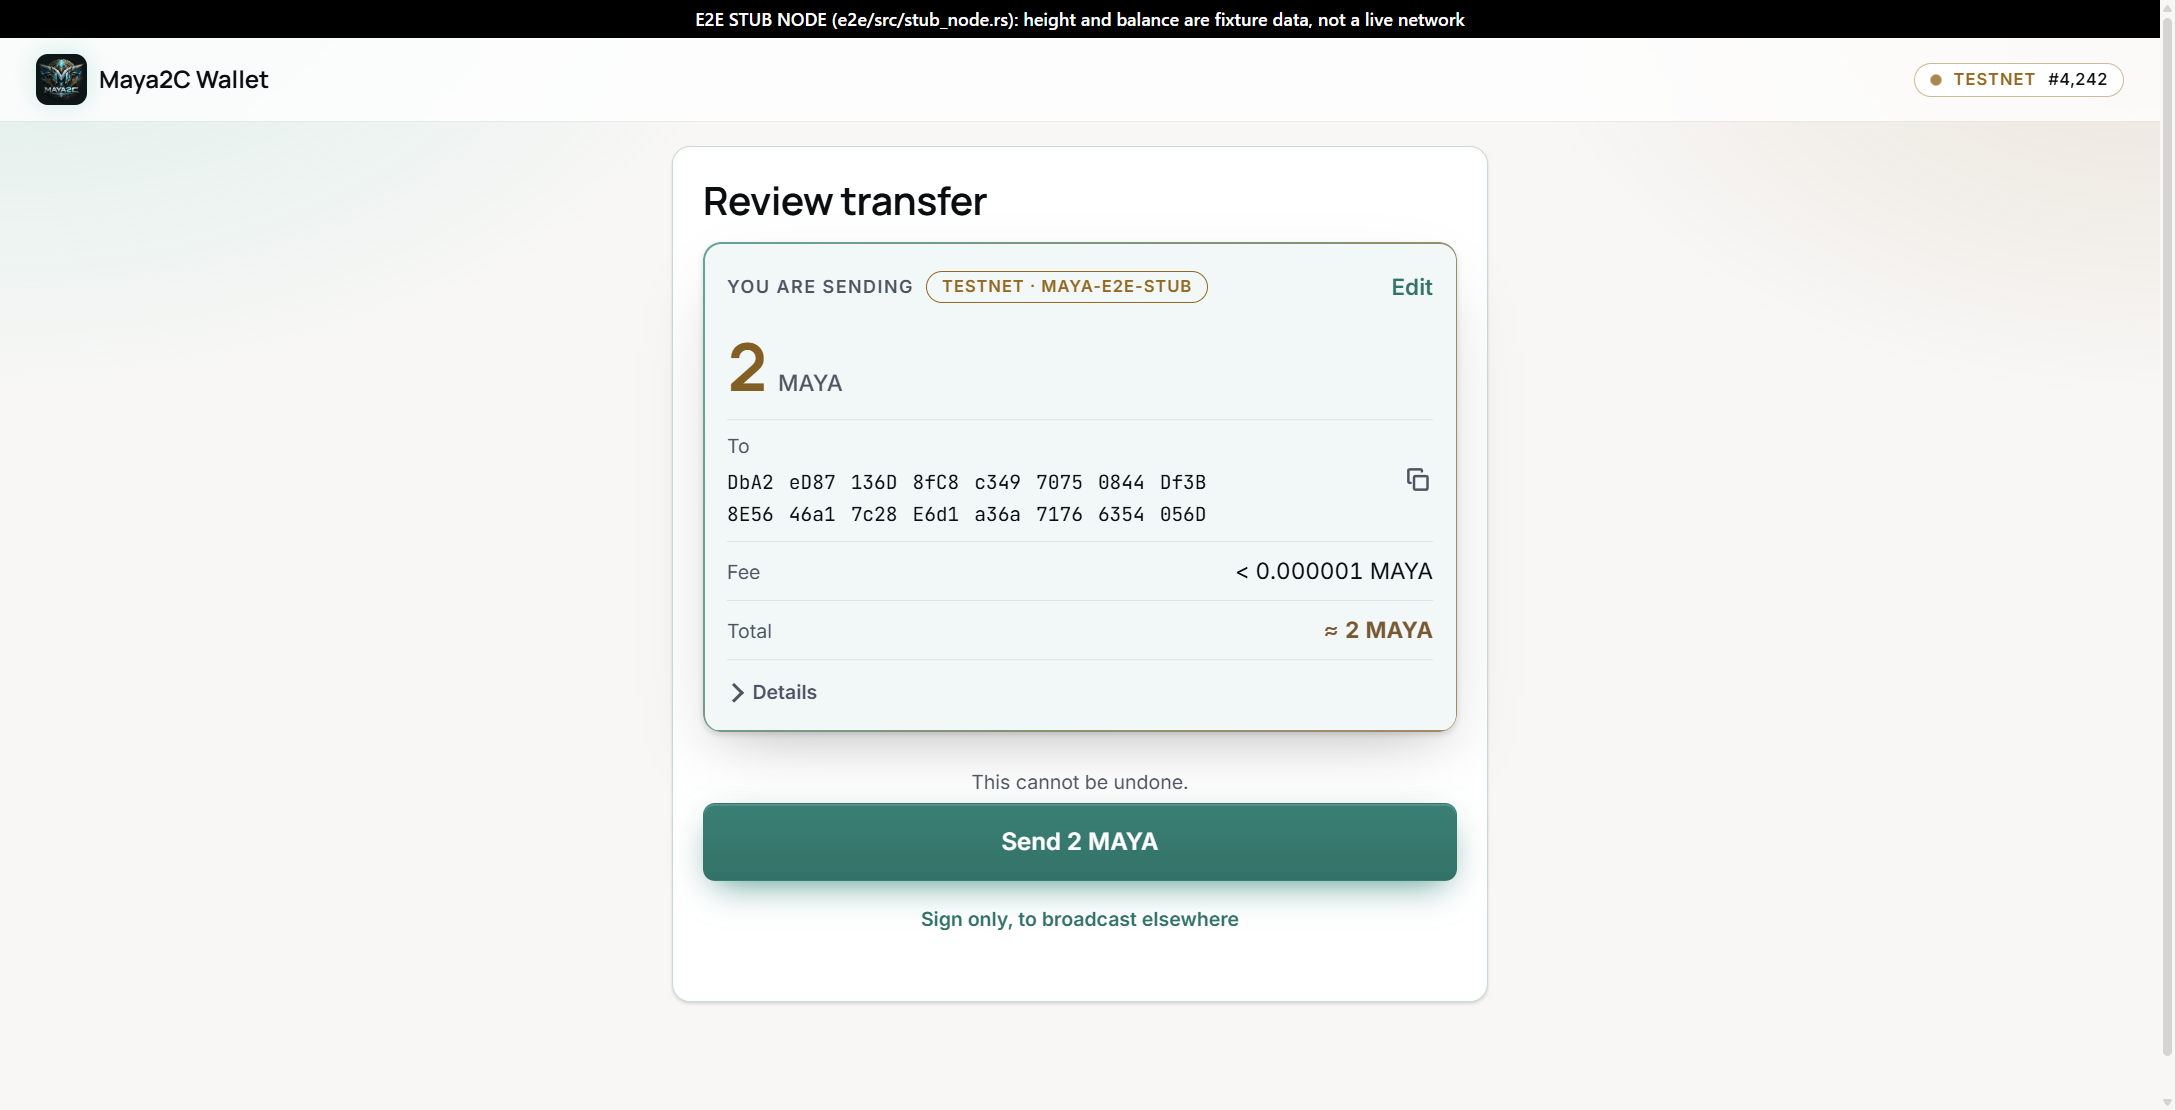 E2E STUB NODE (e2e/src/stub_node.rs): height and balance are fixture data, not a live network
MAYA2C
Maya2C Wallet
TESTNET #4,242
Review transfer
YOU ARE SENDING
TESTNET · MAYA-E2E-STUB
Edit
2 MAYA
To
DbA2 eD87 136D 8fC8 c349 7075 0844 Df3B
8E56 46a1 7c28 E6d1 a36a 7176 6354 056D
Fee
< 0.000001 MAYA
Total
≈ 2 MAYA
Details
This cannot be undone.
Send 2 MAYA
Sign only, to broadcast elsewhere